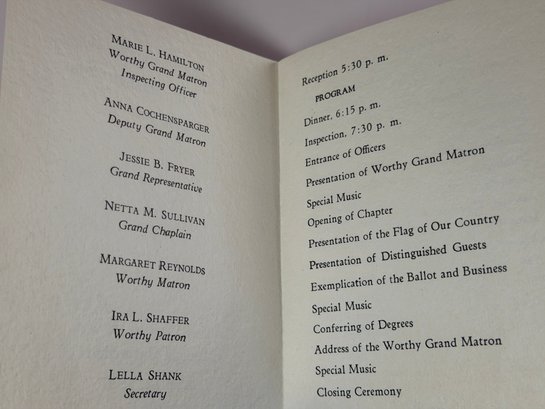 MARIE L. HAMILTON
Worthy Grand Matron
Inspecting Officer
ANNA COCHENSPARGER
Deputy Grand Matron
JESSIE B. FRYER
Grand Representative
NETTA M. SULLIVAN
Grand Chaplain
MARGARET REYNOLDS
Worthy Matron
IRA L. SHAFFER
Worthy Patron
LELLA SHANK
Secretary
Reception 5:30 p. m.
PROGRAM
Dinner, 6:15 p. m.
Inspection, 7:30 p. m.
Entrance of Officers
Presentation of Worthy Grand Matron
Special Music
Opening of Chapter
Presentation of the Flag of Our Country
Presentation of Distinguished Guests
Exemplification of the Ballot and Business
Special Music
Conferring of Degrees
Address of the Worthy Grand Matron
Special Music
Closing Ceremony